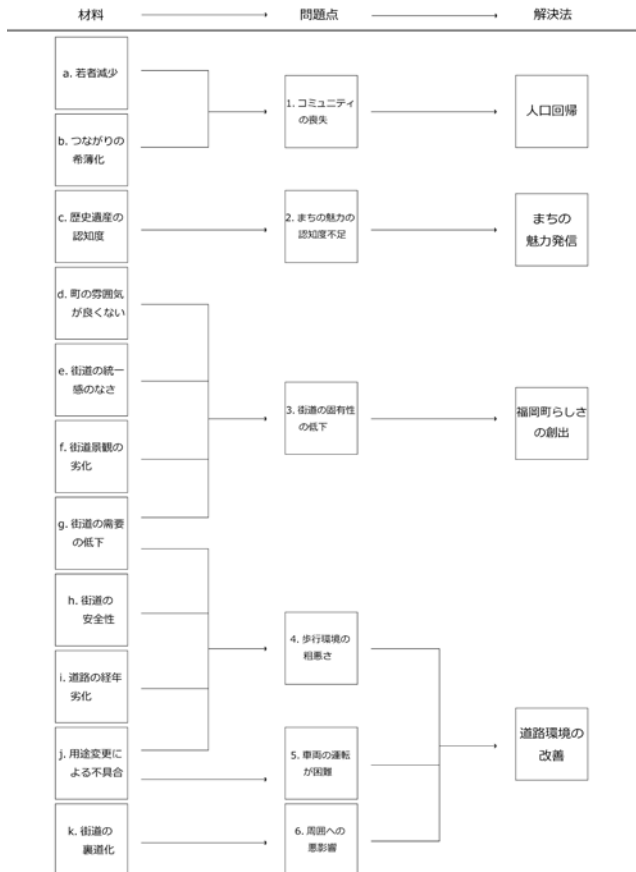 材料
問題点
解決法
a. 若者減少
b. つながりの
希薄化
c. 歴史遺産の
認知度
d. 町の雰囲気
が良くない
e. 街道の統一
感のなさ
f. 街道景観の
劣化
g. 街道の需要
の低下
h. 街道の
安全性
i. 道路の経年
劣化
j. 用途変更に
よる不具合
k. 街道の
裏道化
1. コミュニティ
の喪失
2. まちの魅力の
認知度不足
3. 街道の固有性
の低下
4. 歩行環境の
粗悪さ
5. 車両の運転
が困難
6. 周囲への
悪影響
人口回帰
まちの
魅力発信
福岡町らしさ
の創出
道路環境の
改善